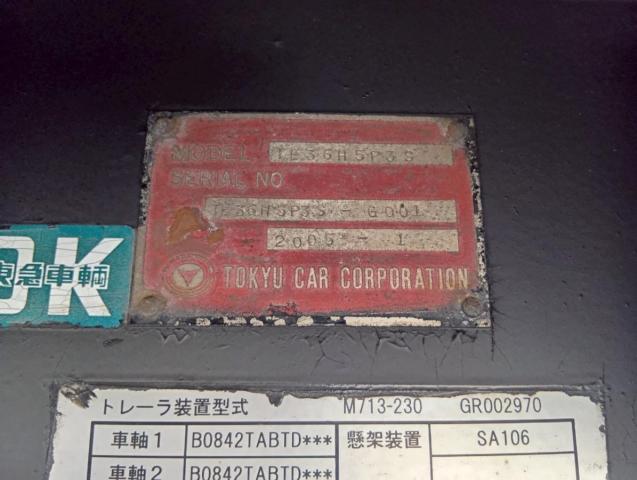 MODEL TE36H5P3S
SERIAL NO
TE36H5P3S - G001
2005 - 1
TOKYU CAR CORPORATION
OK
東急車輛
トレーラ装置型式 M713-230 GR002970
車軸1 B0842TABTD*** 懸架装置 SA106
車軸2 B0842TABTD***